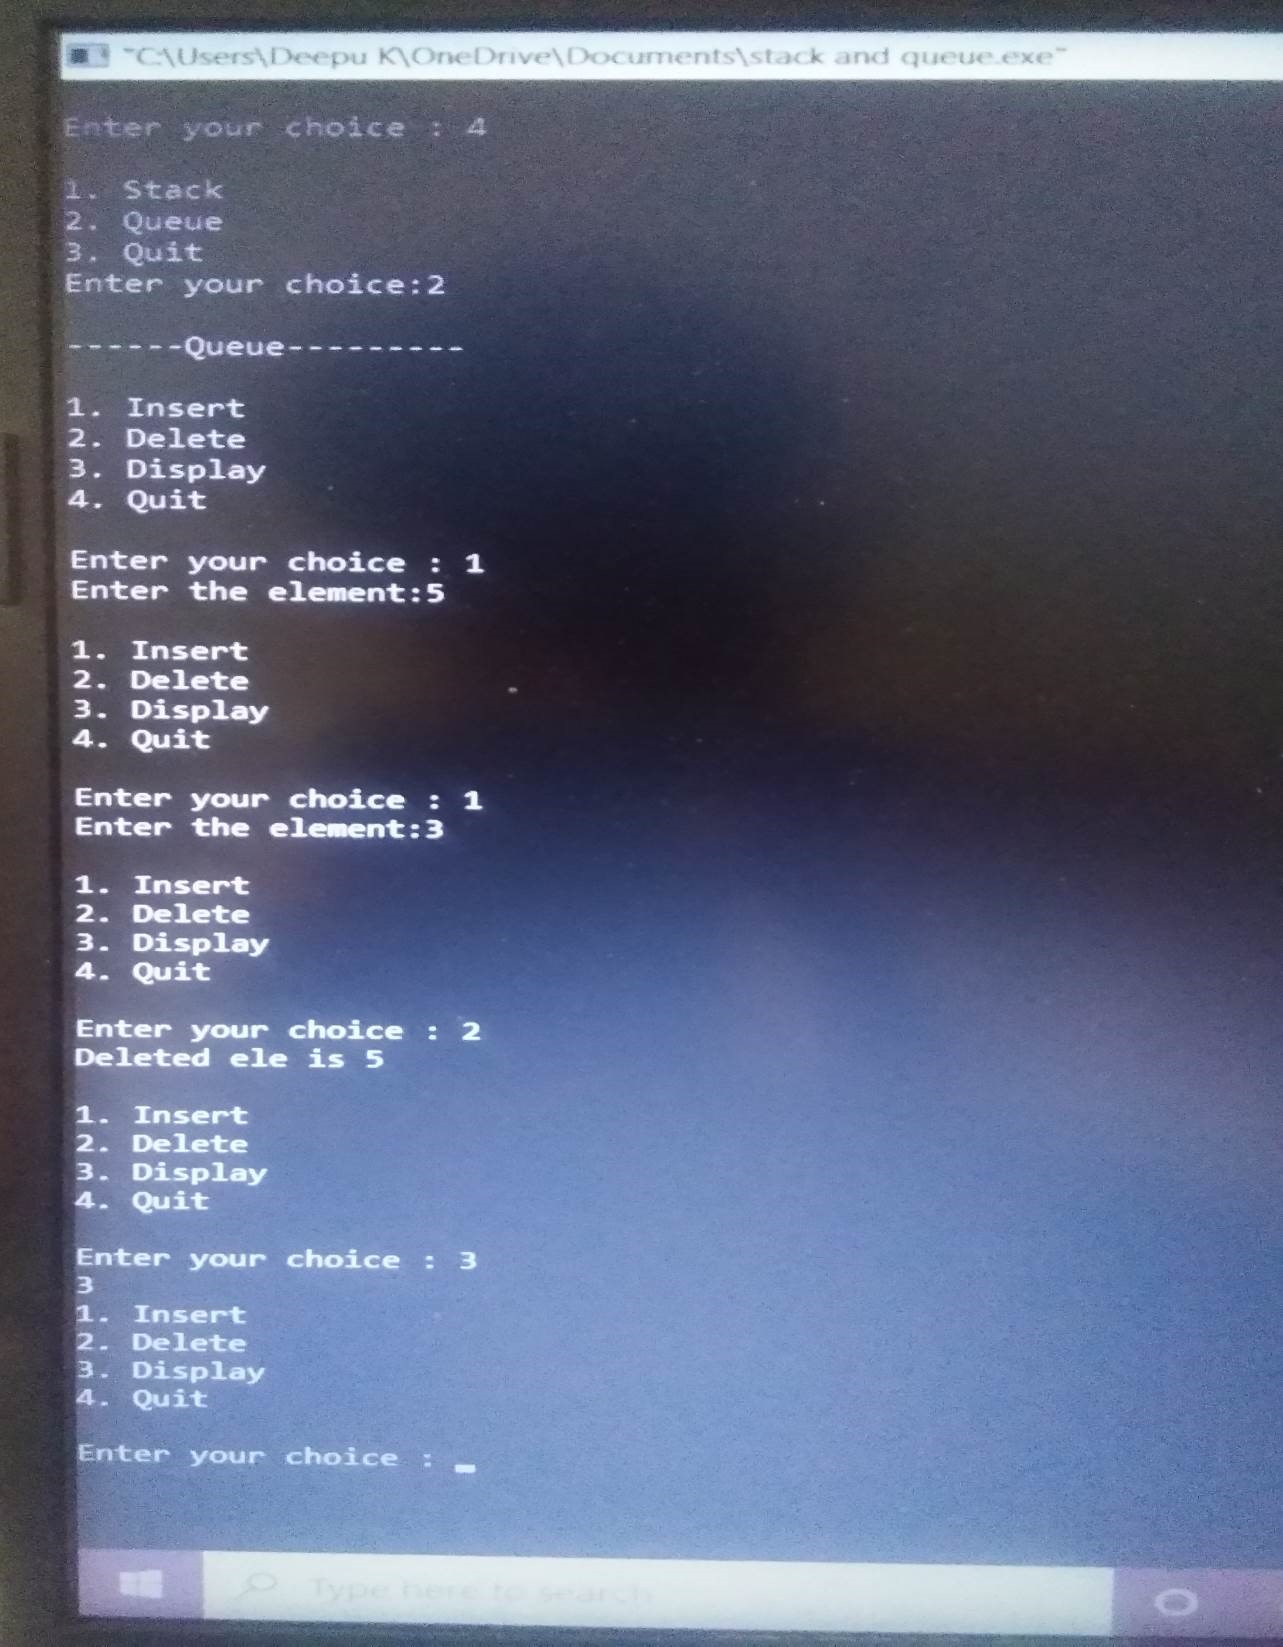 "C:\Users\Deepu K\OneDrive\Documents\stack and queue.exe"
Enter your choice : 4
1. Stack
2. Queue
3. Quit
Enter your choice:2
------Queue---------
1. Insert
2. Delete
3. Display
4. Quit
Enter your choice : 1
Enter the element:5
1. Insert
2. Delete
3. Display
4. Quit
Enter your choice : 1
Enter the element:3
1. Insert
2. Delete
3. Display
4. Quit
Enter your choice : 2
Deleted ele is 5
1. Insert
2. Delete
3. Display
4. Quit
Enter your choice : 3
3
1. Insert
2. Delete
3. Display
4. Quit
Enter your choice : _
Type here to search